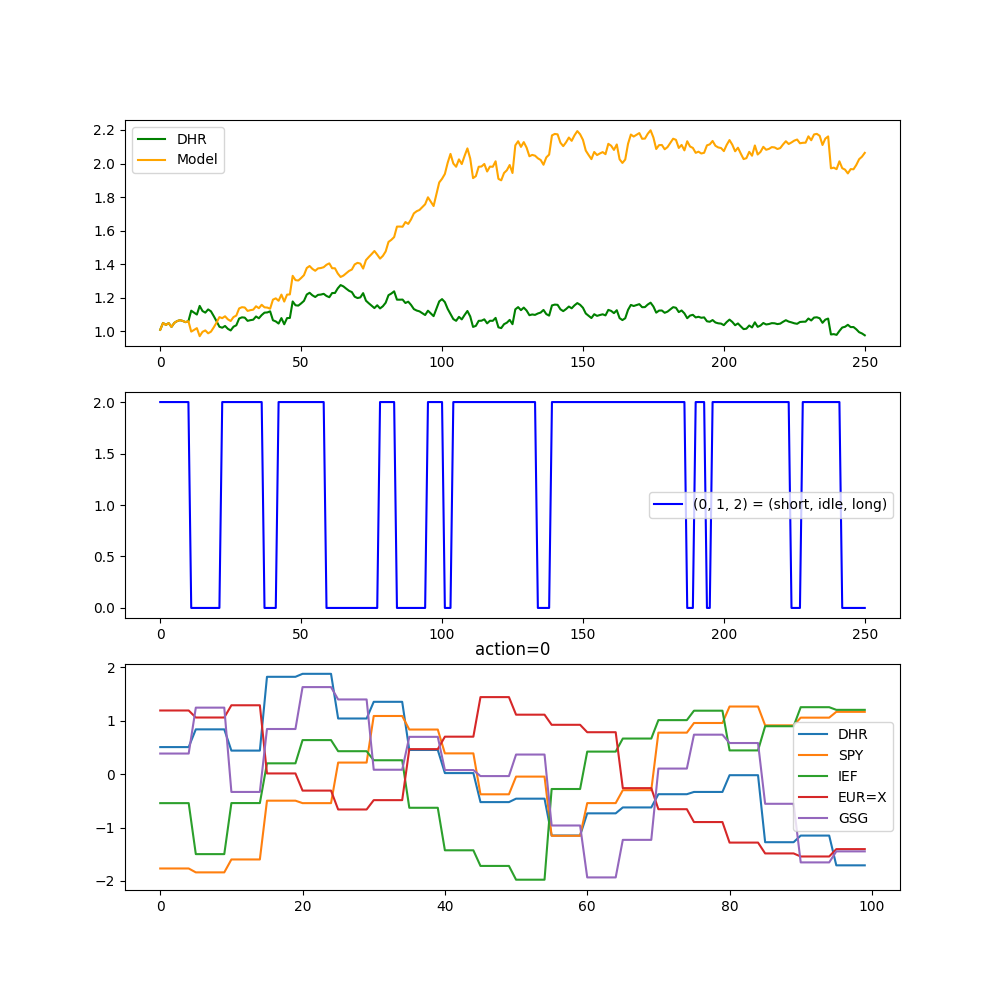 2.2
2.0
1.8
1.6
1.4
1.2
1.0
DHR
Model
0 50 100 150 200 250
2.0
1.5
1.0
0.5
0.0
(0, 1, 2) = (short, idle, long)
0 50 100 150 200 250
action=0
2
1
0
−1
−2
DHR
SPY
IEF
EUR=X
GSG
0 20 40 60 80 100